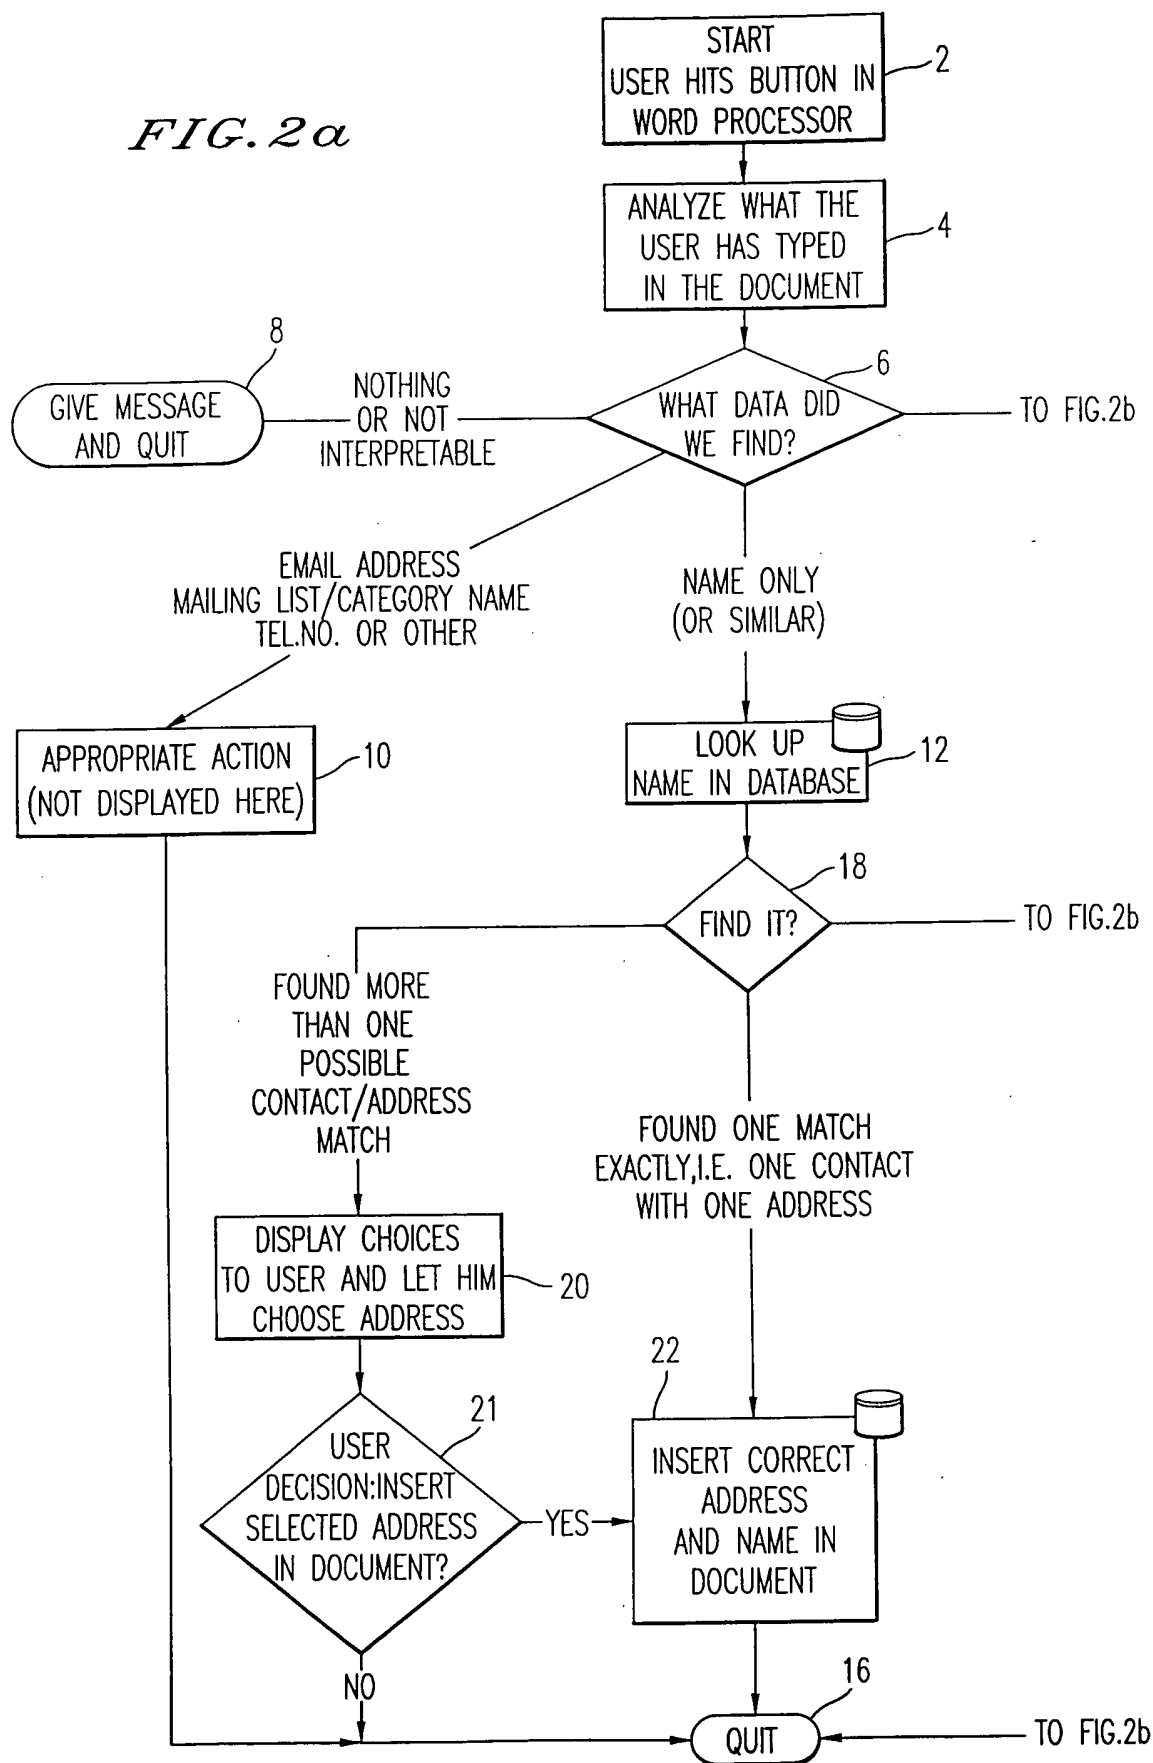 FIG.2a
START
USER HITS BUTTON IN
WORD PROCESSOR
2
ANALYZE WHAT THE
USER HAS TYPED
IN THE DOCUMENT
4
8
GIVE MESSAGE
AND QUIT
NOTHING
OR NOT
INTERPRETABLE
6
WHAT DATA DID
WE FIND?
TO FIG.2b
EMAIL ADDRESS
MAILING LIST/CATEGORY NAME
TEL.NO. OR OTHER
NAME ONLY
(OR SIMILAR)
APPROPRIATE ACTION
(NOT DISPLAYED HERE)
10
LOOK UP
NAME IN DATABASE
12
18
FIND IT?
TO FIG.2b
FOUND MORE
THAN ONE
POSSIBLE
CONTACT/ADDRESS
MATCH
FOUND ONE MATCH
EXACTLY,I.E. ONE CONTACT
WITH ONE ADDRESS
DISPLAY CHOICES
TO USER AND LET HIM
CHOOSE ADDRESS
20
21
USER
DECISION:INSERT
SELECTED ADDRESS
IN DOCUMENT?
YES
22
INSERT CORRECT
ADDRESS
AND NAME IN
DOCUMENT
NO
16
QUIT
TO FIG.2b